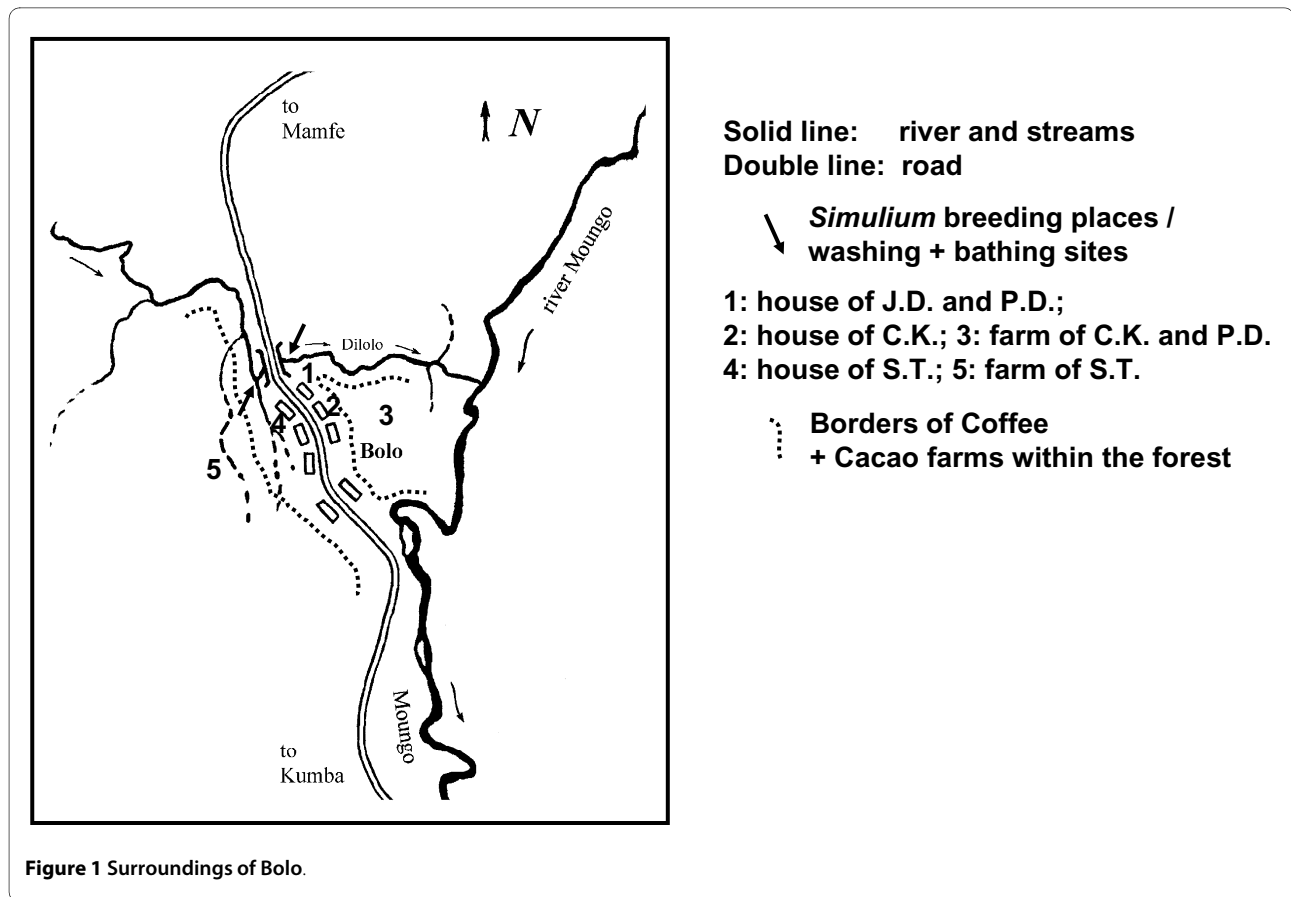 to
Mamfe
N
river Moungo
Dilolo
1
2
3
4
Bolo
5
Moungo
to
Kumba
Solid line: river and streams
Double line: road
Simulium breeding places /
washing + bathing sites
1: house of J.D. and P.D.;
2: house of C.K.; 3: farm of C.K. and P.D.
4: house of S.T.; 5: farm of S.T.
Borders of Coffee
+ Cacao farms within the forest
Figure 1 Surroundings of Bolo.